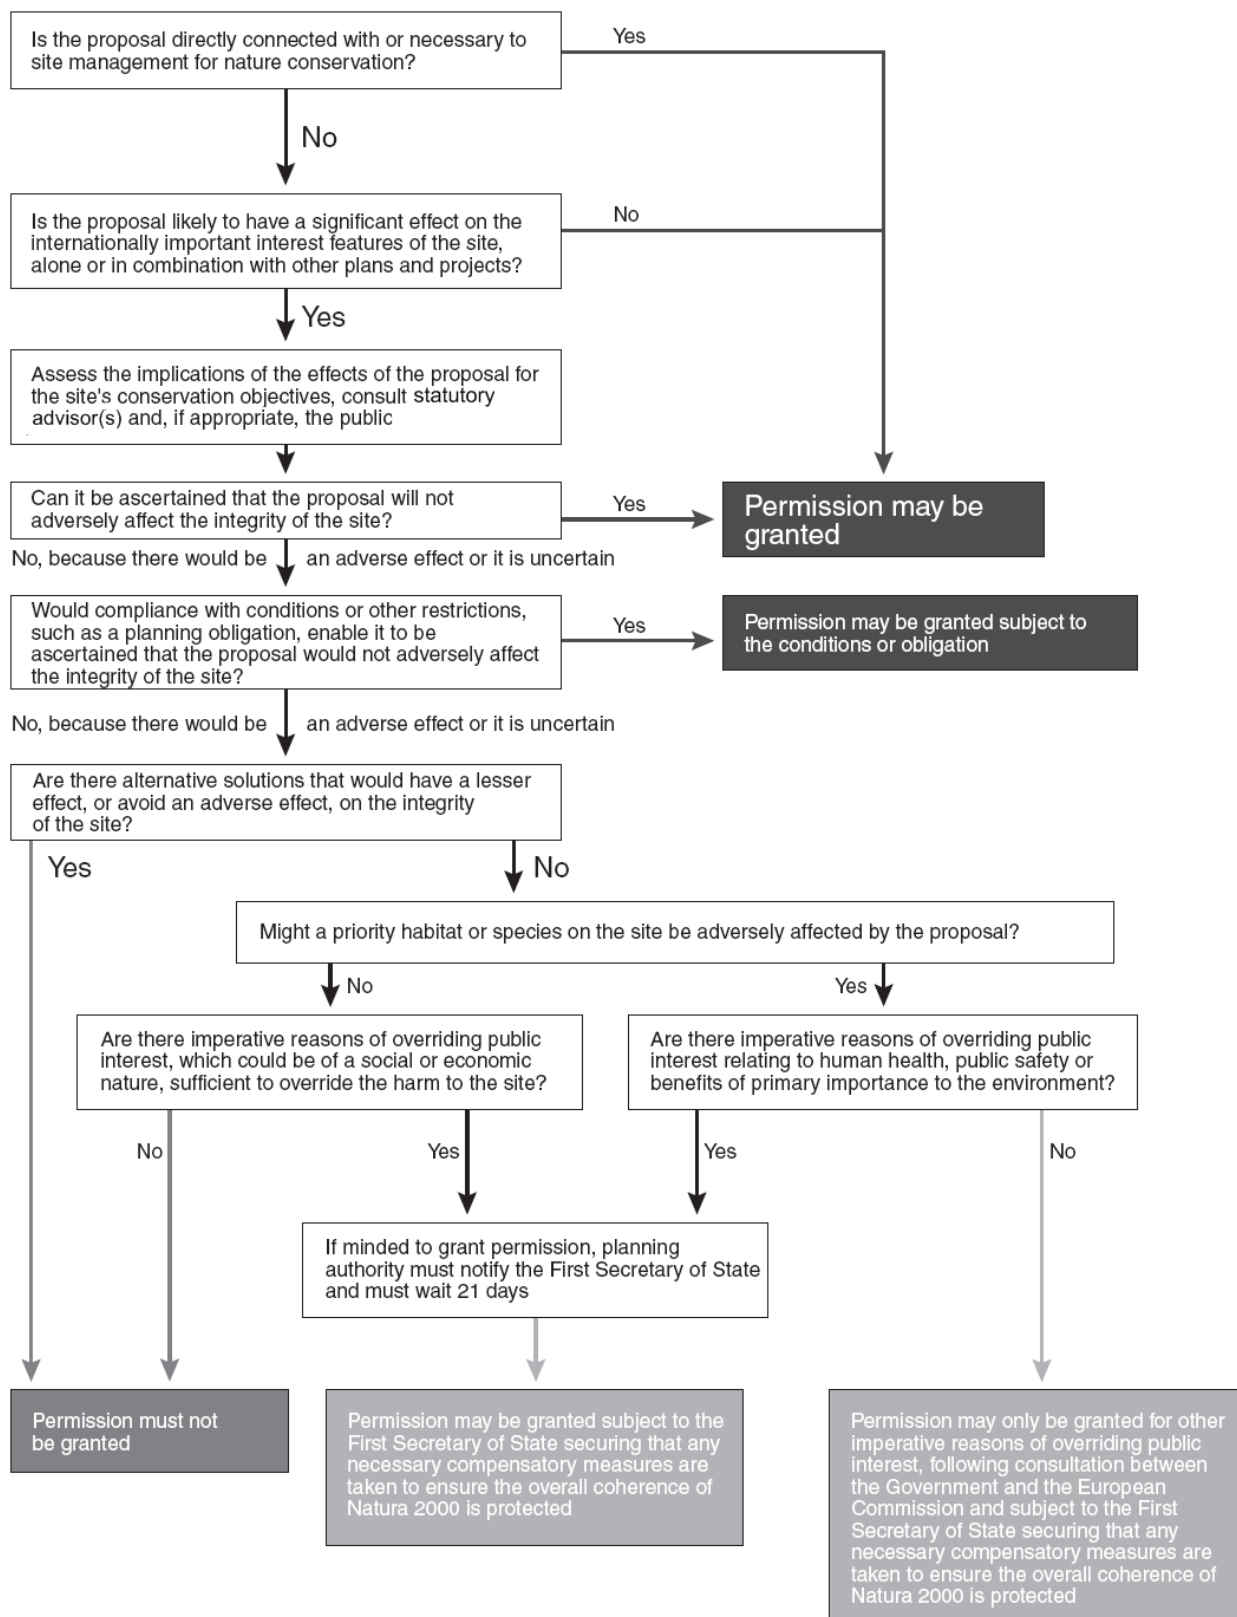 Is the proposal directly connected with or necessary to
site management for nature conservation?
Yes
No
Is the proposal likely to have a significant effect on the
internationally important interest features of the site,
alone or in combination with other plans and projects?
No
Yes
Assess the implications of the effects of the proposal for
the site's conservation objectives, consult statutory
advisor(s) and, if appropriate, the public
Can it be ascertained that the proposal will not
adversely affect the integrity of the site?
Yes
Permission may be
granted
No, because there would be an adverse effect or it is uncertain
Would compliance with conditions or other restrictions,
such as a planning obligation, enable it to be
ascertained that the proposal would not adversely affect
the integrity of the site?
Yes
Permission may be granted subject to
the conditions or obligation
No, because there would be an adverse effect or it is uncertain
Are there alternative solutions that would have a lesser
effect, or avoid an adverse effect, on the integrity
of the site?
Yes
No
Might a priority habitat or species on the site be adversely affected by the proposal?
No
Yes
Are there imperative reasons of overriding public
interest, which could be of a social or economic
nature, sufficient to override the harm to the site?
Are there imperative reasons of overriding public
interest relating to human health, public safety or
benefits of primary importance to the environment?
No
Yes
Yes
No
If minded to grant permission, planning
authority must notify the First Secretary of State
and must wait 21 days
Permission must not
be granted
Permission may be granted subject to the
First Secretary of State securing that any
necessary compensatory measures are
taken to ensure the overall coherence of
Natura 2000 is protected
Permission may only be granted for other
imperative reasons of overriding public
interest, following consultation between
the Government and the European
Commission and subject to the First
Secretary of State securing that any
necessary compensatory measures are
taken to ensure the overall coherence of
Natura 2000 is protected